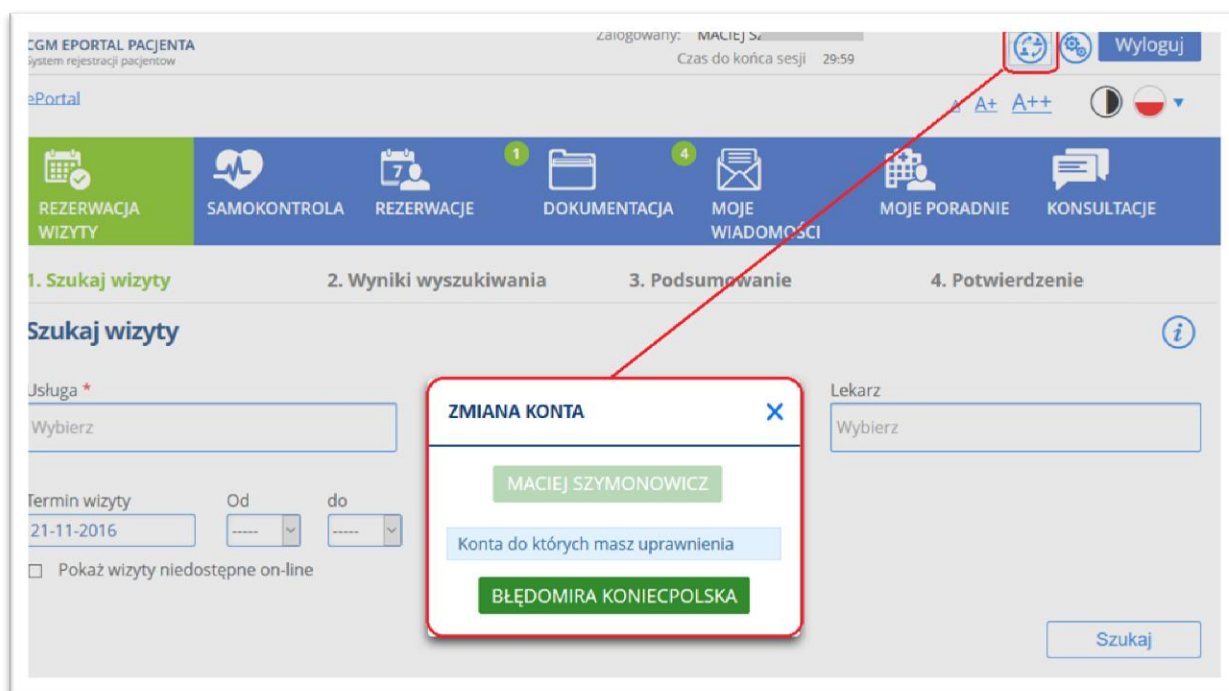 CGM EPORTAL PACJENTA
System rejestracji pacjentow
Zalogowany: MACIEJ
Czas do końca sesji 29:59
Wyloguj
ePortal
A A+ A++
REZERWACJA
WIZYTY
SAMOKONTROLA
7
REZERWACJE
1
DOKUMENTACJA
4
MOJE
WIADOMOŚCI
MOJE PORADNIE
KONSULTACJE
1. Szukaj wizyty
2. Wyniki wyszukiwania
3. Podsumowanie
4. Potwierdzenie
Szukaj wizyty
i
Usługa *
Wybierz
Lekarz
Wybierz
Termin wizyty
Od
do
21-11-2016
-----
-----
Pokaż wizyty niedostępne on-line
ZMIANA KONTA
MACIEJ SZYMONOWICZ
Konta do których masz uprawnienia
BŁĘDOMIRA KONIECPOLSKA
Szukaj